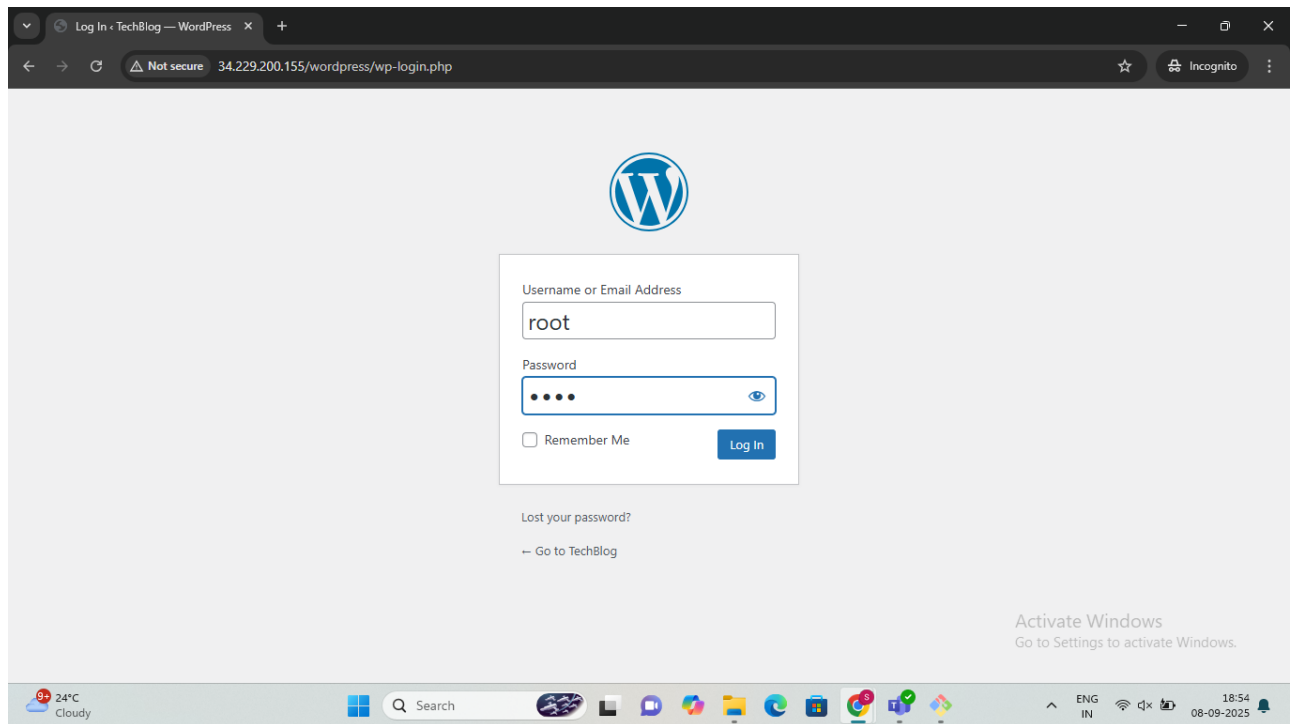 Log In ‹ TechBlog — WordPress
Not secure 34.229.200.155/wordpress/wp-login.php
Incognito
Username or Email Address
root
Password
••••
Remember Me
Log In
Lost your password?
← Go to TechBlog
Activate Windows
Go to Settings to activate Windows.
9+
24°C
Cloudy
Search
S
ENG
IN
18:54
08-09-2025